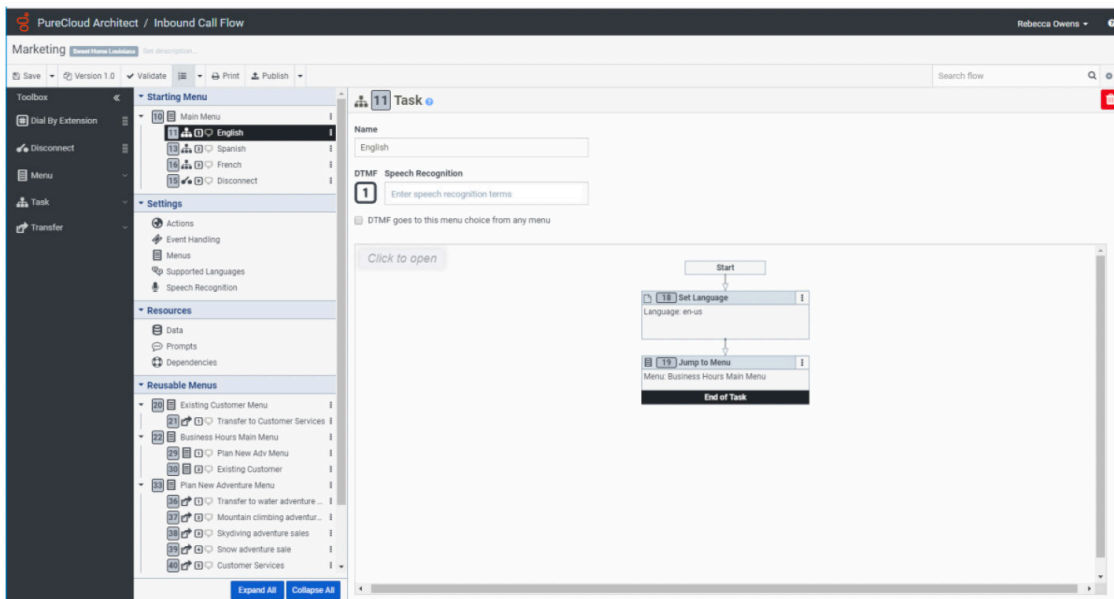 PureCloud Architect / Inbound Call Flow
Rebecca Owens
Marketing Sweet Home Louisiana Set description...
Save Version 1.0 Validate Print Publish
Search flow
Toolbox
Dial By Extension
Disconnect
Menu
Task
Transfer
Starting Menu
10 Main Menu
11 1 English
13 Spanish
16 French
15 Disconnect
Settings
Actions
Event Handling
Menus
Supported Languages
Speech Recognition
Resources
Data
Prompts
Dependencies
Reusable Menus
20 Existing Customer Menu
21 Transfer to Customer Services
22 Business Hours Main Menu
29 Plan New Adv Menu
30 Existing Customer
33 Plan New Adventure Menu
36 Transfer to water adventure ...
37 Mountain climbing adventur...
38 Skydiving adventure sales
39 Snow adventure sale
40 Customer Services
Expand All Collapse All
11 Task
Name
English
DTMF Speech Recognition
1 Enter speech recognition terms
DTMF goes to this menu choice from any menu
Click to open
Start
18 Set Language
Language: en-us
19 Jump to Menu
Menu: Business Hours Main Menu
End of Task